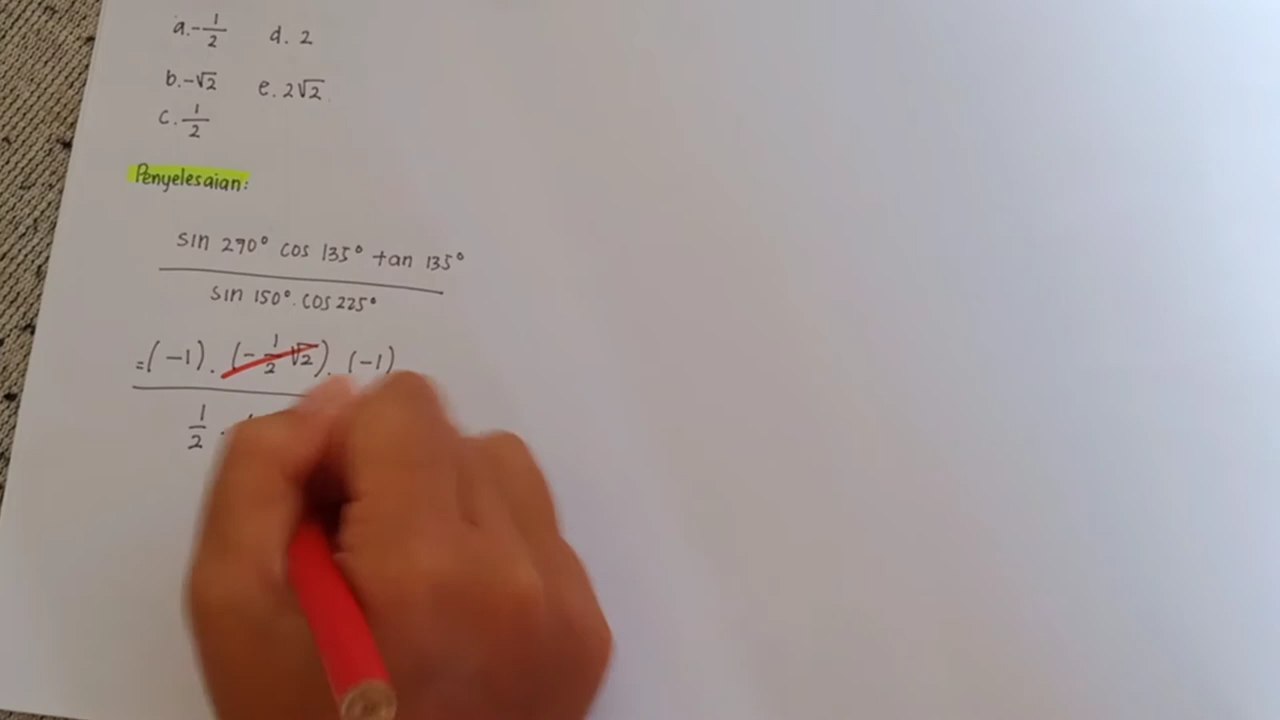 a. -1/2 d. 2
b. -√2 e. 2√2
c. 1/2
Penyelesaian:
sin 270° cos 135° tan 135°
sin 150°. cos 225°
= (-1). (-1/2 √2). (-1)
1/2 .